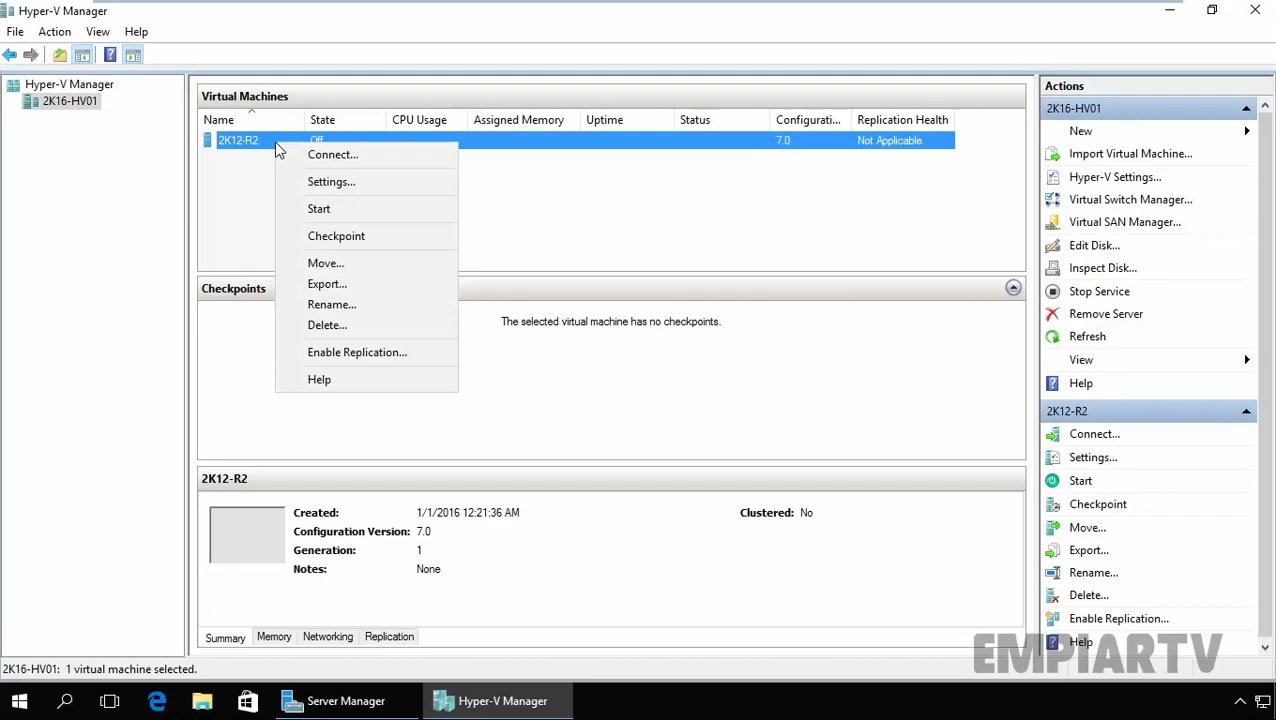 Hyper-V Manager
File Action View Help
Hyper-V Manager
2K16-HV01
Virtual Machines
Name State CPU Usage Assigned Memory Uptime Status Configurati... Replication Health
2K12-R2 Off 7.0 Not Applicable
Connect...
Settings...
Start
Checkpoint
Move...
Export...
Rename...
Delete...
Enable Replication...
Help
Checkpoints
The selected virtual machine has no checkpoints.
2K12-R2
Created: 1/1/2016 12:21:36 AM Clustered: No
Configuration Version: 7.0
Generation: 1
Notes: None
Summary Memory Networking Replication
Actions
2K16-HV01
New
Import Virtual Machine...
Hyper-V Settings...
Virtual Switch Manager...
Virtual SAN Manager...
Edit Disk...
Inspect Disk...
Stop Service
Remove Server
Refresh
View
Help
2K12-R2
Connect...
Settings...
Start
Checkpoint
Move...
Export...
Rename...
Delete...
Enable Replication...
Help
EMPIARTV
2K16-HV01: 1 virtual machine selected.
Server Manager Hyper-V Manager